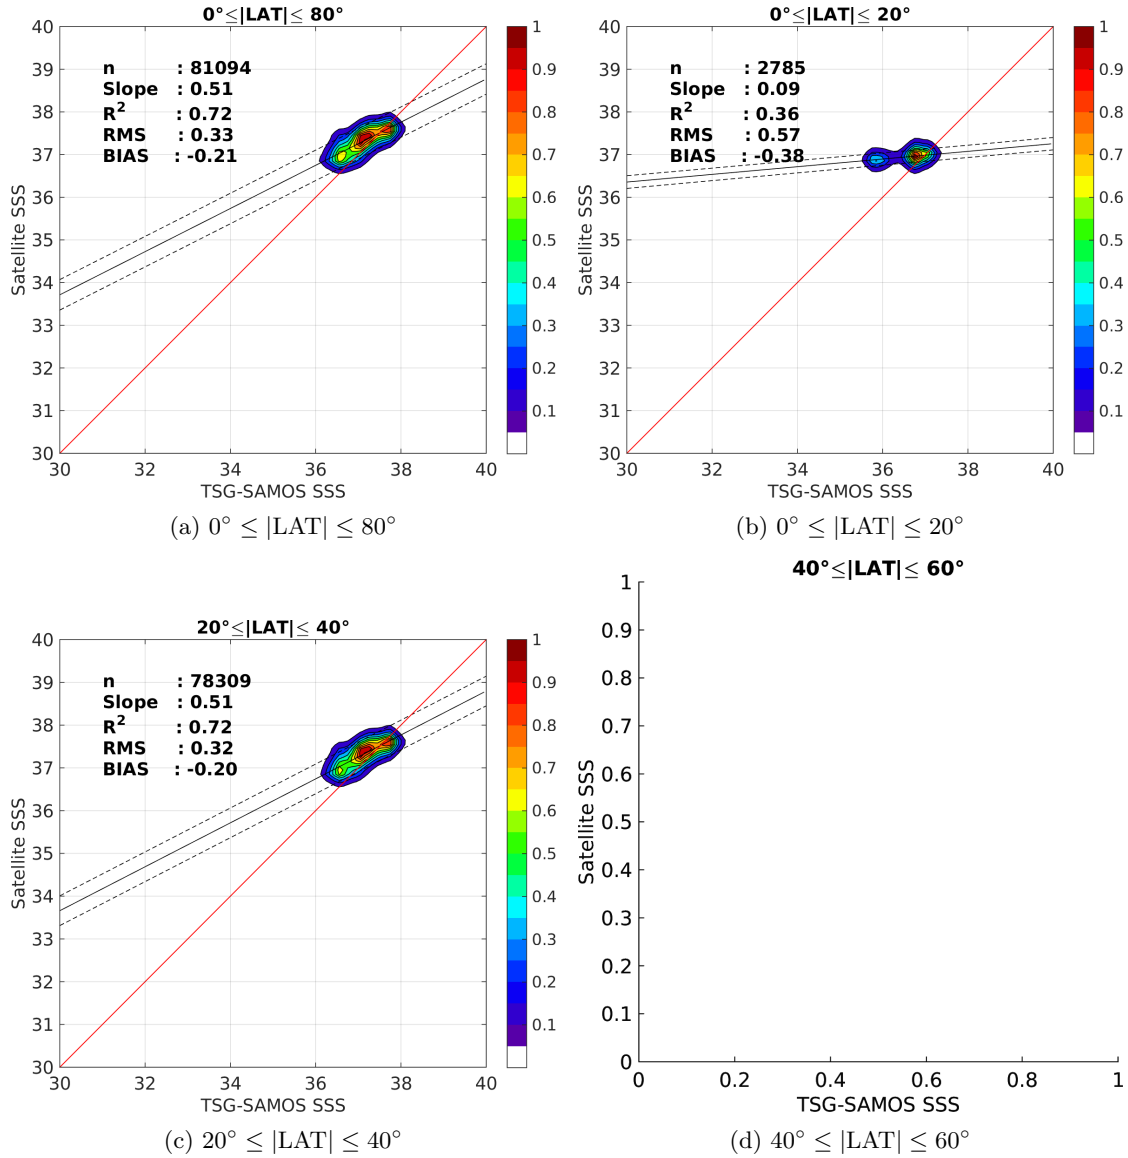 0°≤|LAT|≤ 80°
n : 81094
Slope : 0.51
R2 : 0.72
RMS : 0.33
BIAS : -0.21
40
39
38
37
36
35
34
33
32
31
30
Satellite SSS
30 32 34 36 38 40
TSG-SAMOS SSS
1
0.9
0.8
0.7
0.6
0.5
0.4
0.3
0.2
0.1
(a) 0° ≤ |LAT| ≤ 80°
0°≤|LAT|≤ 20°
n : 2785
Slope : 0.09
R2 : 0.36
RMS : 0.57
BIAS : -0.38
40
39
38
37
36
35
34
33
32
31
30
Satellite SSS
30 32 34 36 38 40
TSG-SAMOS SSS
1
0.9
0.8
0.7
0.6
0.5
0.4
0.3
0.2
0.1
(b) 0° ≤ |LAT| ≤ 20°
20°≤|LAT|≤ 40°
n : 78309
Slope : 0.51
R2 : 0.72
RMS : 0.32
BIAS : -0.20
40
39
38
37
36
35
34
33
32
31
30
Satellite SSS
30 32 34 36 38 40
TSG-SAMOS SSS
1
0.9
0.8
0.7
0.6
0.5
0.4
0.3
0.2
0.1
(c) 20° ≤ |LAT| ≤ 40°
40°≤|LAT|≤ 60°
1
0.9
0.8
0.7
0.6
0.5
0.4
0.3
0.2
0.1
0
Satellite SSS
0 0.2 0.4 0.6 0.8 1
TSG-SAMOS SSS
(d) 40° ≤ |LAT| ≤ 60°